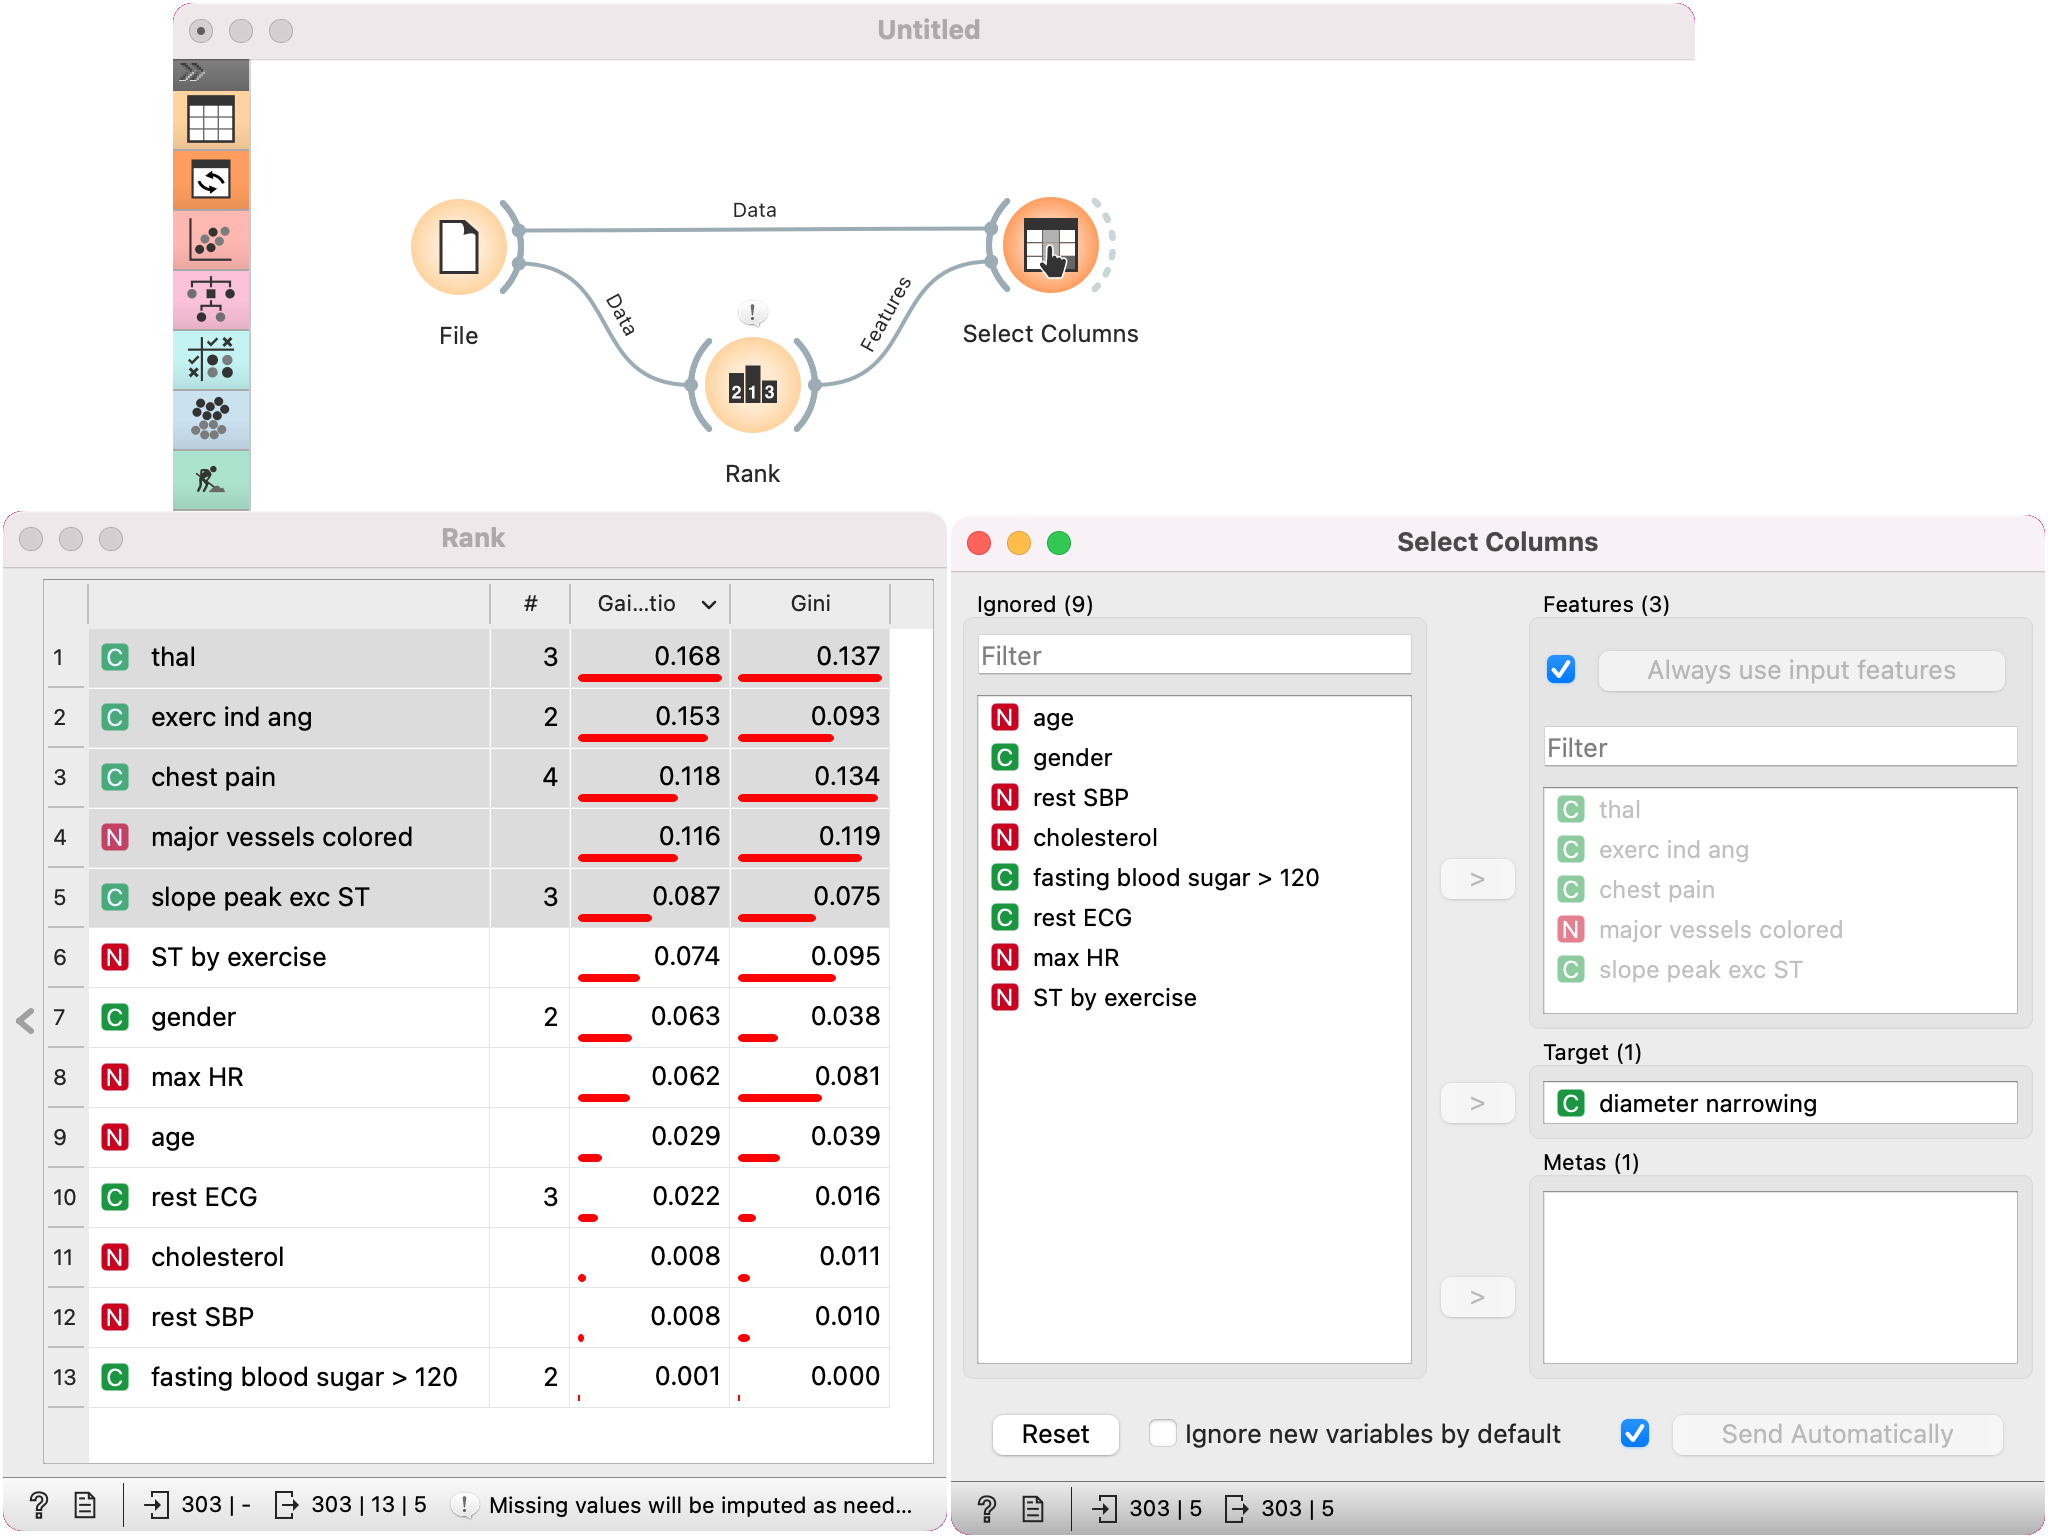 Untitled
Data
File
Data
Features
Select Columns
2 1 3
Rank
Rank
# Gai...tio Gini
1 C thal 3 0.168 0.137
2 C exerc ind ang 2 0.153 0.093
3 C chest pain 4 0.118 0.134
4 N major vessels colored 0.116 0.119
5 C slope peak exc ST 3 0.087 0.075
6 N ST by exercise 0.074 0.095
7 C gender 2 0.063 0.038
8 N max HR 0.062 0.081
9 N age 0.029 0.039
10 C rest ECG 3 0.022 0.016
11 N cholesterol 0.008 0.011
12 N rest SBP 0.008 0.010
13 C fasting blood sugar > 120 2 0.001 0.000
? 303 | - 303 | 13 | 5 ! Missing values will be imputed as need...
Select Columns
Ignored (9)
Filter
N age
C gender
N rest SBP
N cholesterol
C fasting blood sugar > 120
C rest ECG
N max HR
N ST by exercise
>
>
>
Features (3)
Always use input features
Filter
C thal
C exerc ind ang
C chest pain
N major vessels colored
C slope peak exc ST
Target (1)
C diameter narrowing
Metas (1)
Reset Ignore new variables by default Send Automatically
? 303 | 5 303 | 5